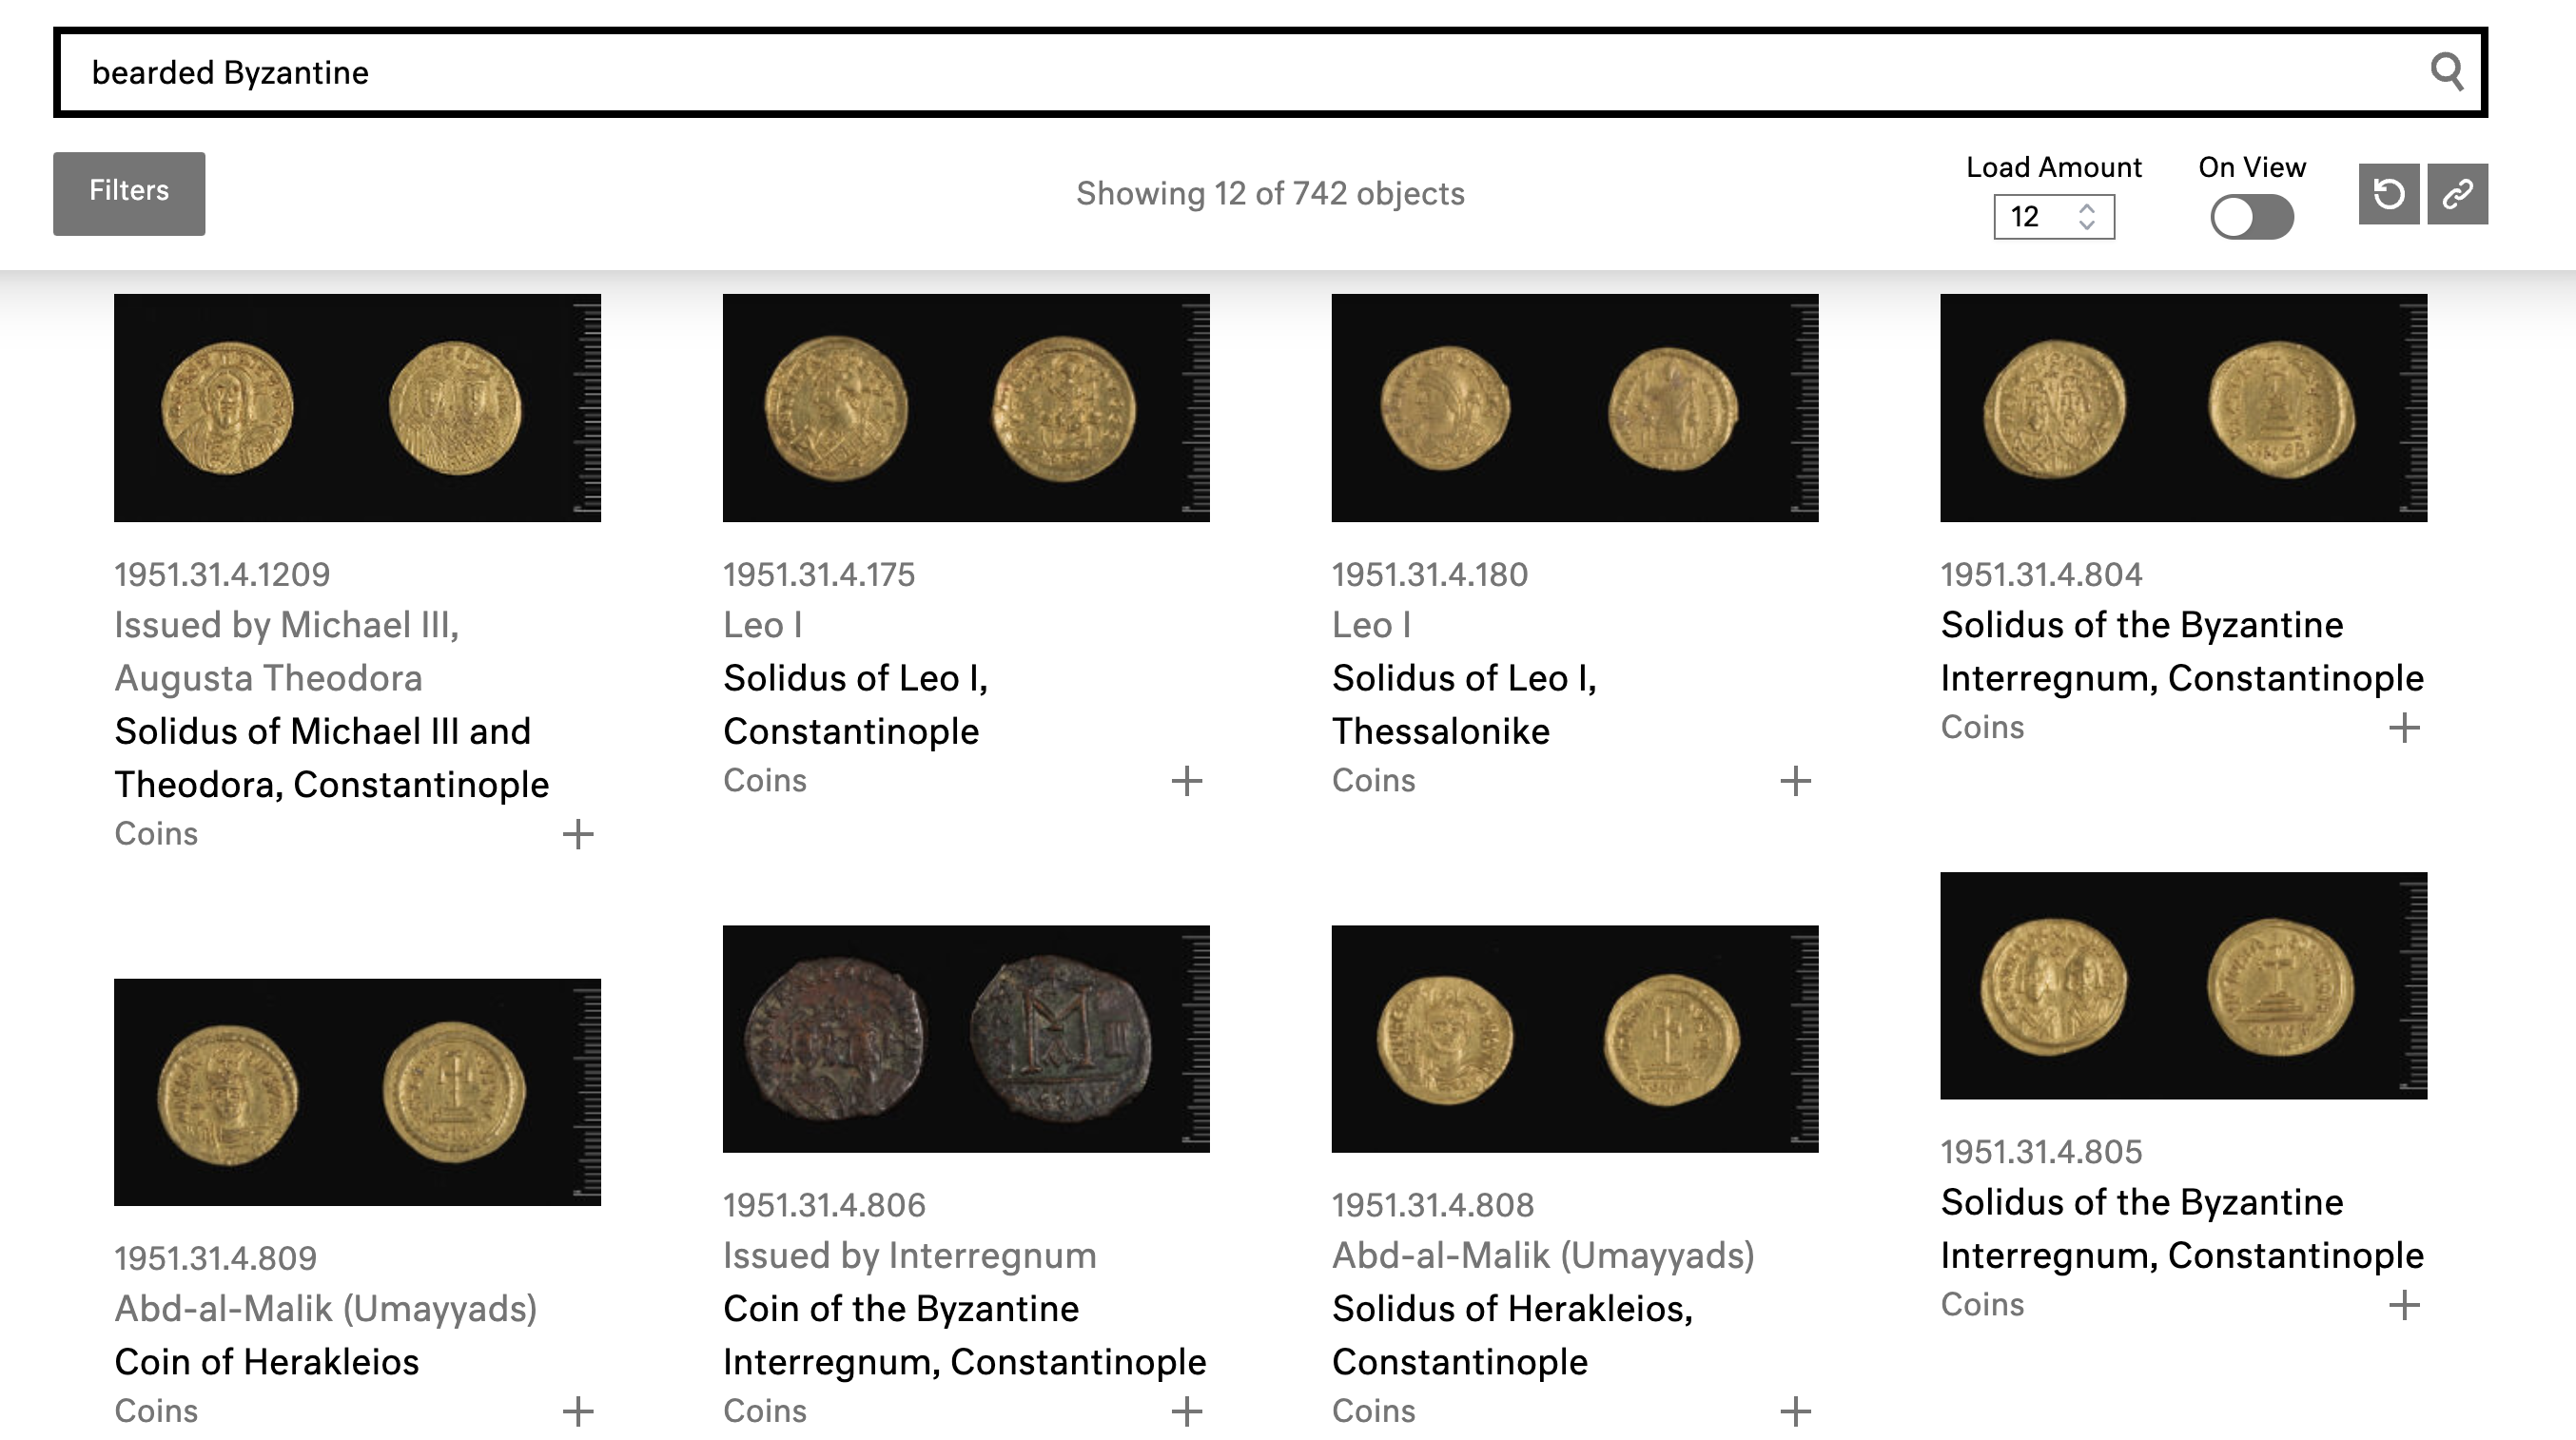 bearded Byzantine
Filters
Showing 12 of 742 objects
Load Amount
12
On View
1951.31.4.1209
Issued by Michael III,
Augusta Theodora
Solidus of Michael III and
Theodora, Constantinople
Coins
1951.31.4.175
Leo I
Solidus of Leo I,
Constantinople
Coins
1951.31.4.180
Leo I
Solidus of Leo I,
Thessalonike
Coins
1951.31.4.804
Solidus of the Byzantine
Interregnum, Constantinople
Coins
1951.31.4.809
Abd-al-Malik (Umayyads)
Coin of Herakleios
Coins
M
1951.31.4.806
Issued by Interregnum
Coin of the Byzantine
Interregnum, Constantinople
Coins
1951.31.4.808
Abd-al-Malik (Umayyads)
Solidus of Herakleios,
Constantinople
Coins
1951.31.4.805
Solidus of the Byzantine
Interregnum, Constantinople
Coins